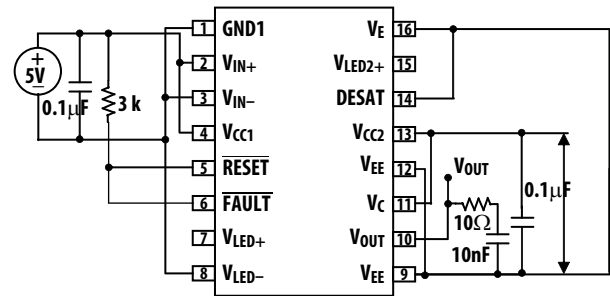 1 GND1
2 VIN+
3 VIN-
4 VCC1
5 RESET
6 FAULT
7 VLED+
8 VLED-
VE 16
VLED2+ 15
DESAT 14
VCC2 13
VEE 12
VC 11
VOUT 10
VEE 9
+
5V
–
0.1µF
3 k
VOUT
10Ω
10nF
0.1µF